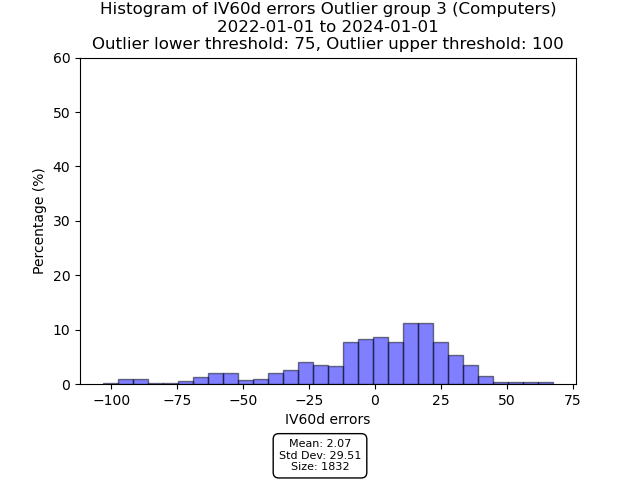 Histogram of IV60d errors Outlier group 3 (Computers)
2022-01-01 to 2024-01-01
Outlier lower threshold: 75, Outlier upper threshold: 100
60
50
40
30
20
10
0
Percentage (%)
−100 −75 −50 −25 0 25 50 75
IV60d errors
Mean: 2.07
Std Dev: 29.51
Size: 1832